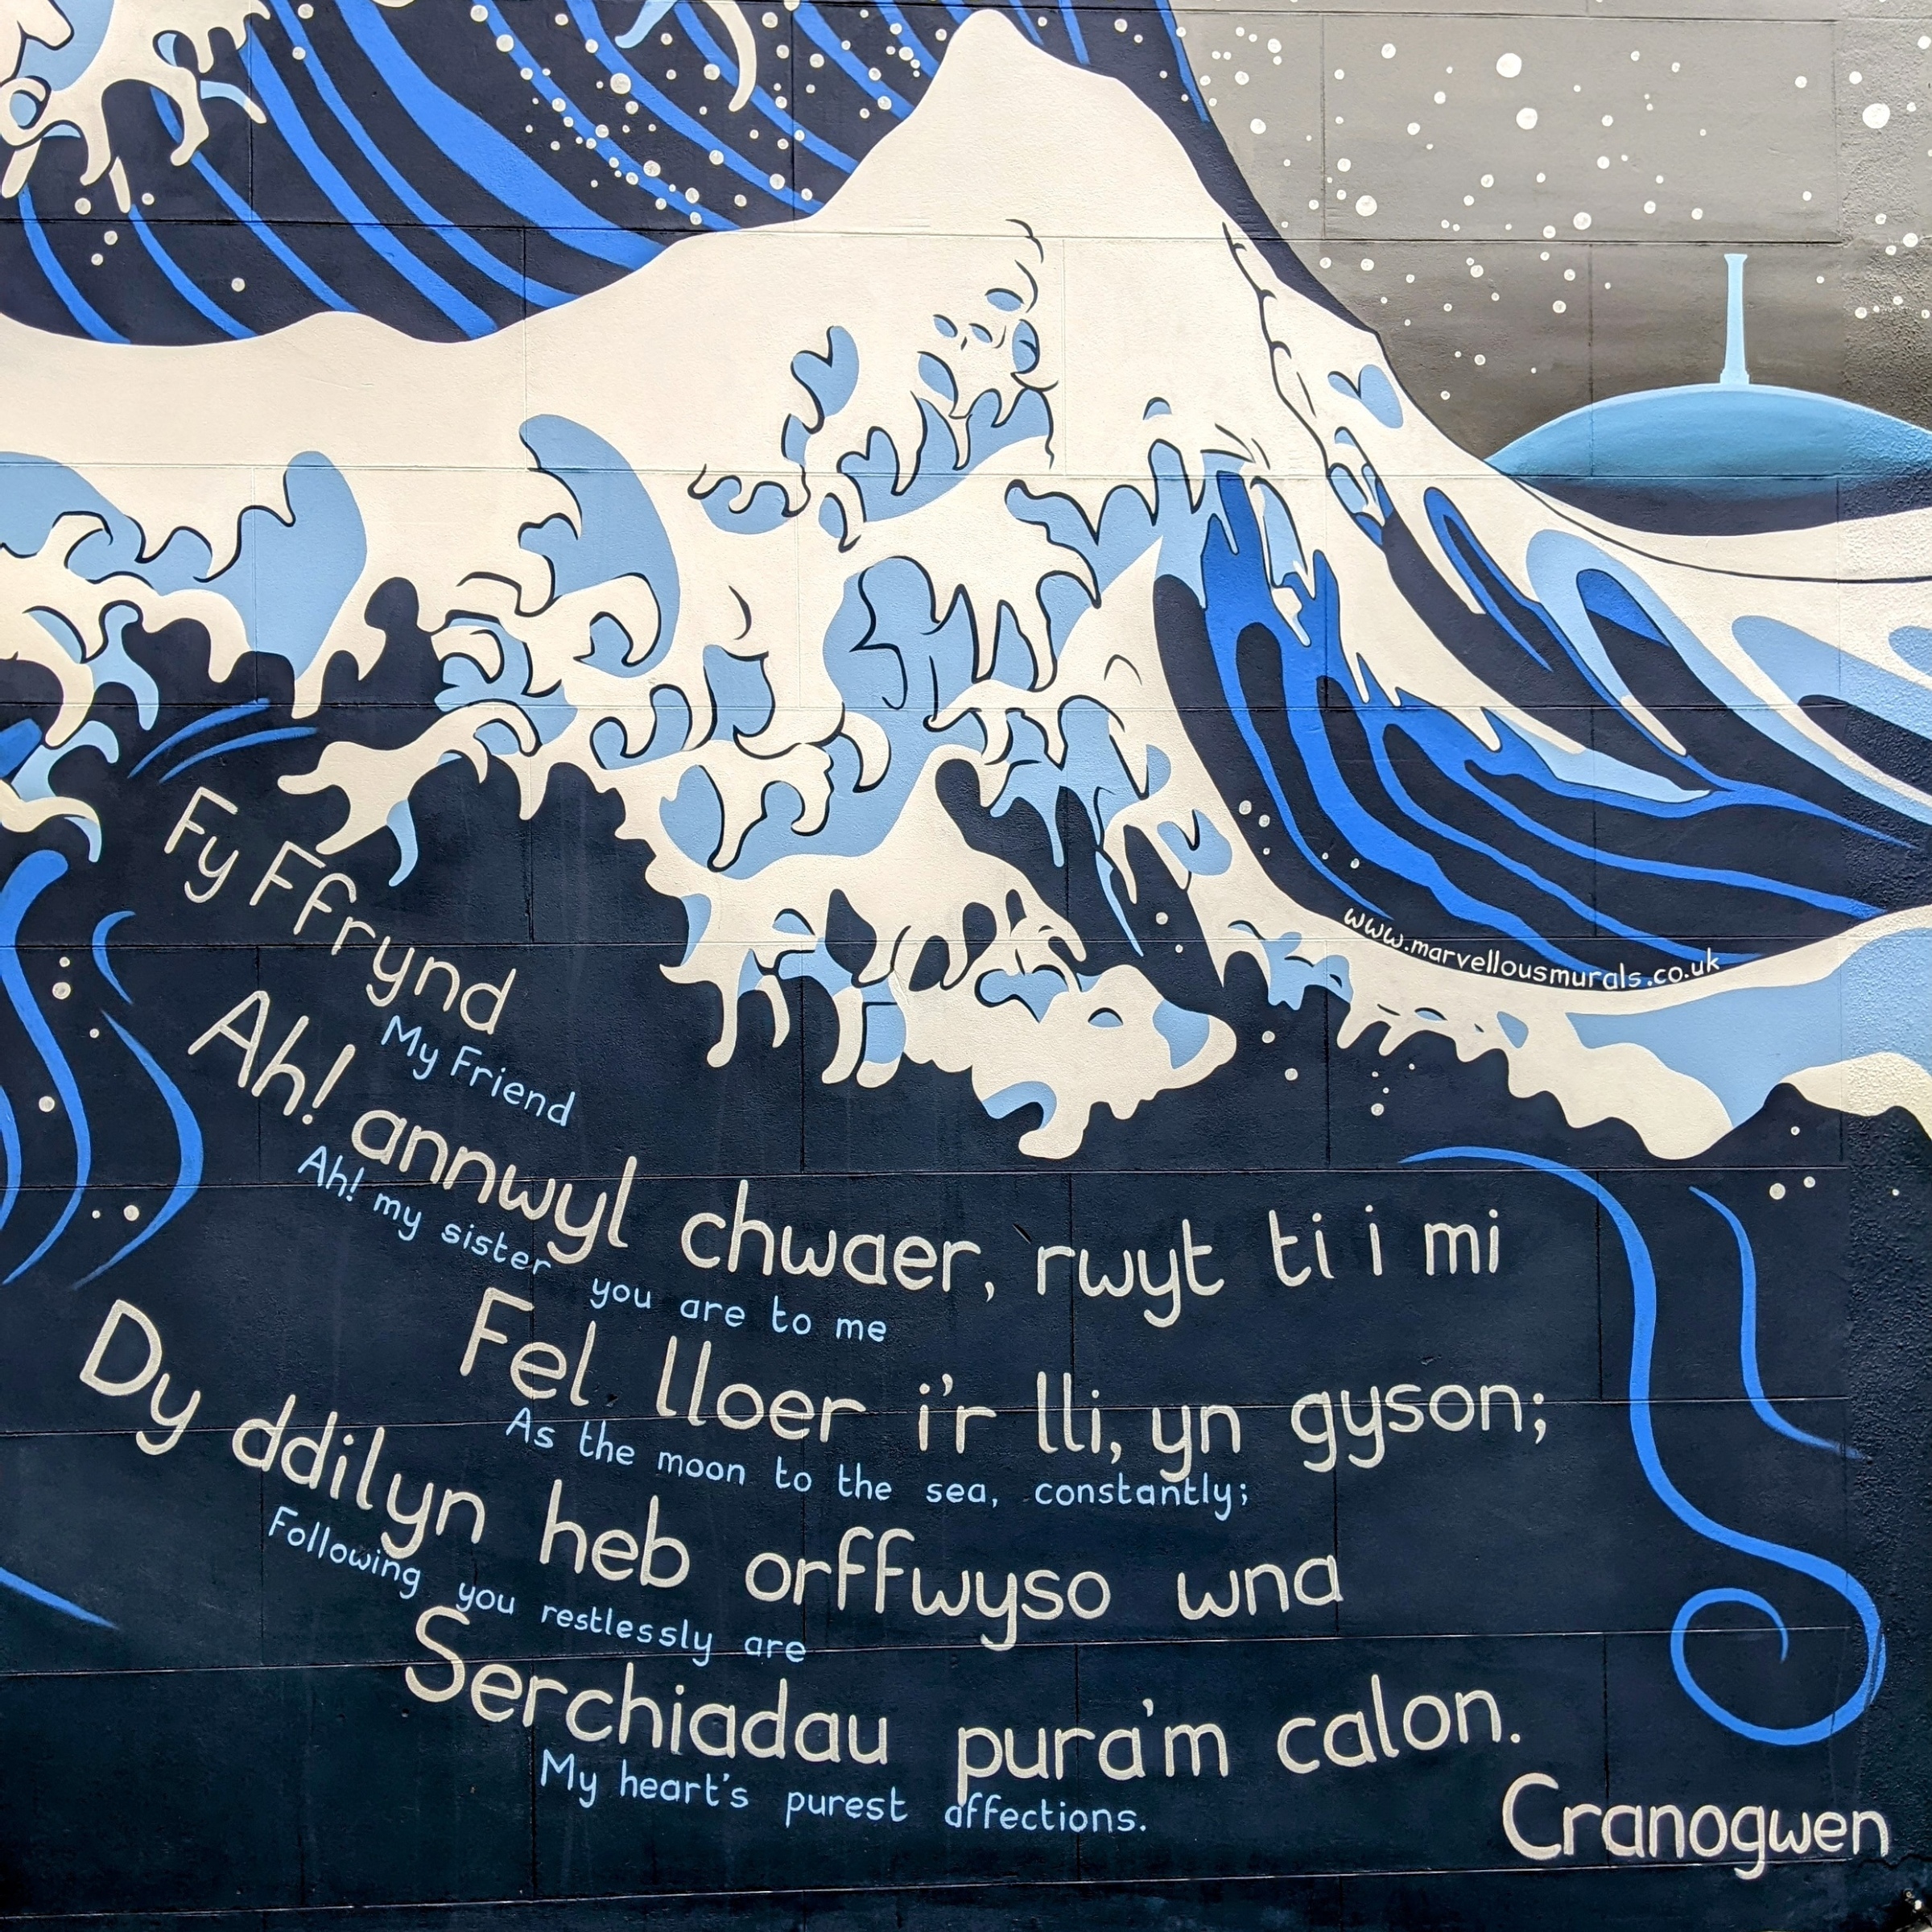 www.marvellousmurals.co.uk
Fy Ffrynd
My Friend
Ah! annwyl chwaer, rwyt ti i mi
Ah! my sister you are to me
Fel lloer i'r lli, yn gyson;
As the moon to the sea, constantly;
Dy ddilyn heb orffwyso wna
Following you restlessly are
Serchiadau pura'm calon.
My heart's purest affections.
Cranogwen